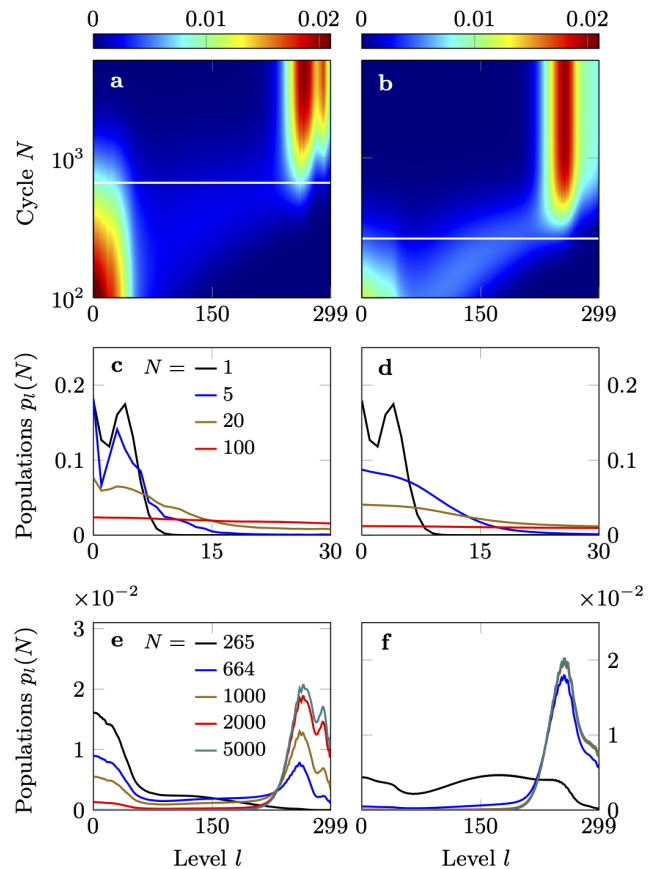 0 0.01 0.02 0 0.01 0.02
a b
Cycle N
10³
10²
0 150 299 0 150 299
c N = 1 d
5
20
100
Populations pₗ(N)
0.2 0.2
0.1 0.1
0 0
0 15 30 0 15 30
×10⁻² ×10⁻²
e N = 265 f
664
1000
2000
5000
Populations pₗ(N)
3
2 2
1 1
0 0
0 150 299 0 150 299
Level l Level l